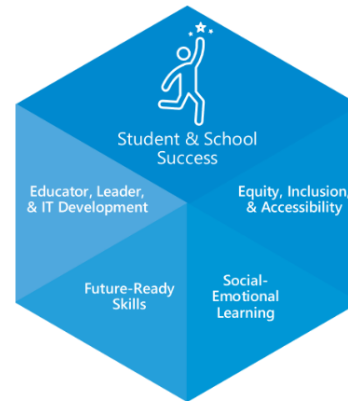 Student & School
Success
Educator, Leader,
& IT Development
Equity, Inclusion,
& Accessibility
Future-Ready
Skills
Social-
Emotional
Learning